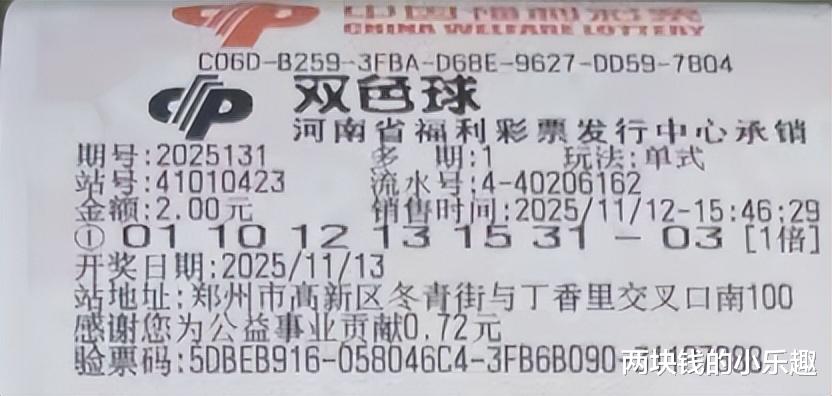 中国福利彩票
CHINA WELFARE LOTTERY
C06D-B259-3FBA-D68E-9627-DD59-7804
双色球
河南省福利彩票发行中心承销
期号:2025131 多 期:1 玩法:单式
站号:41010423 流水号:4-40206162
金额:2.00元 销售时间:2025/11/12-15:46:29
① 01 10 12 13 15 31 - 03 [1倍]
开奖日期:2025/11/13
站地址:郑州市高新区冬青街与丁香里交叉口南100
感谢您为公益事业贡献0.72元
验票码:5DBEB916-058046C4-3FB6B090-
两块钱的小乐趣